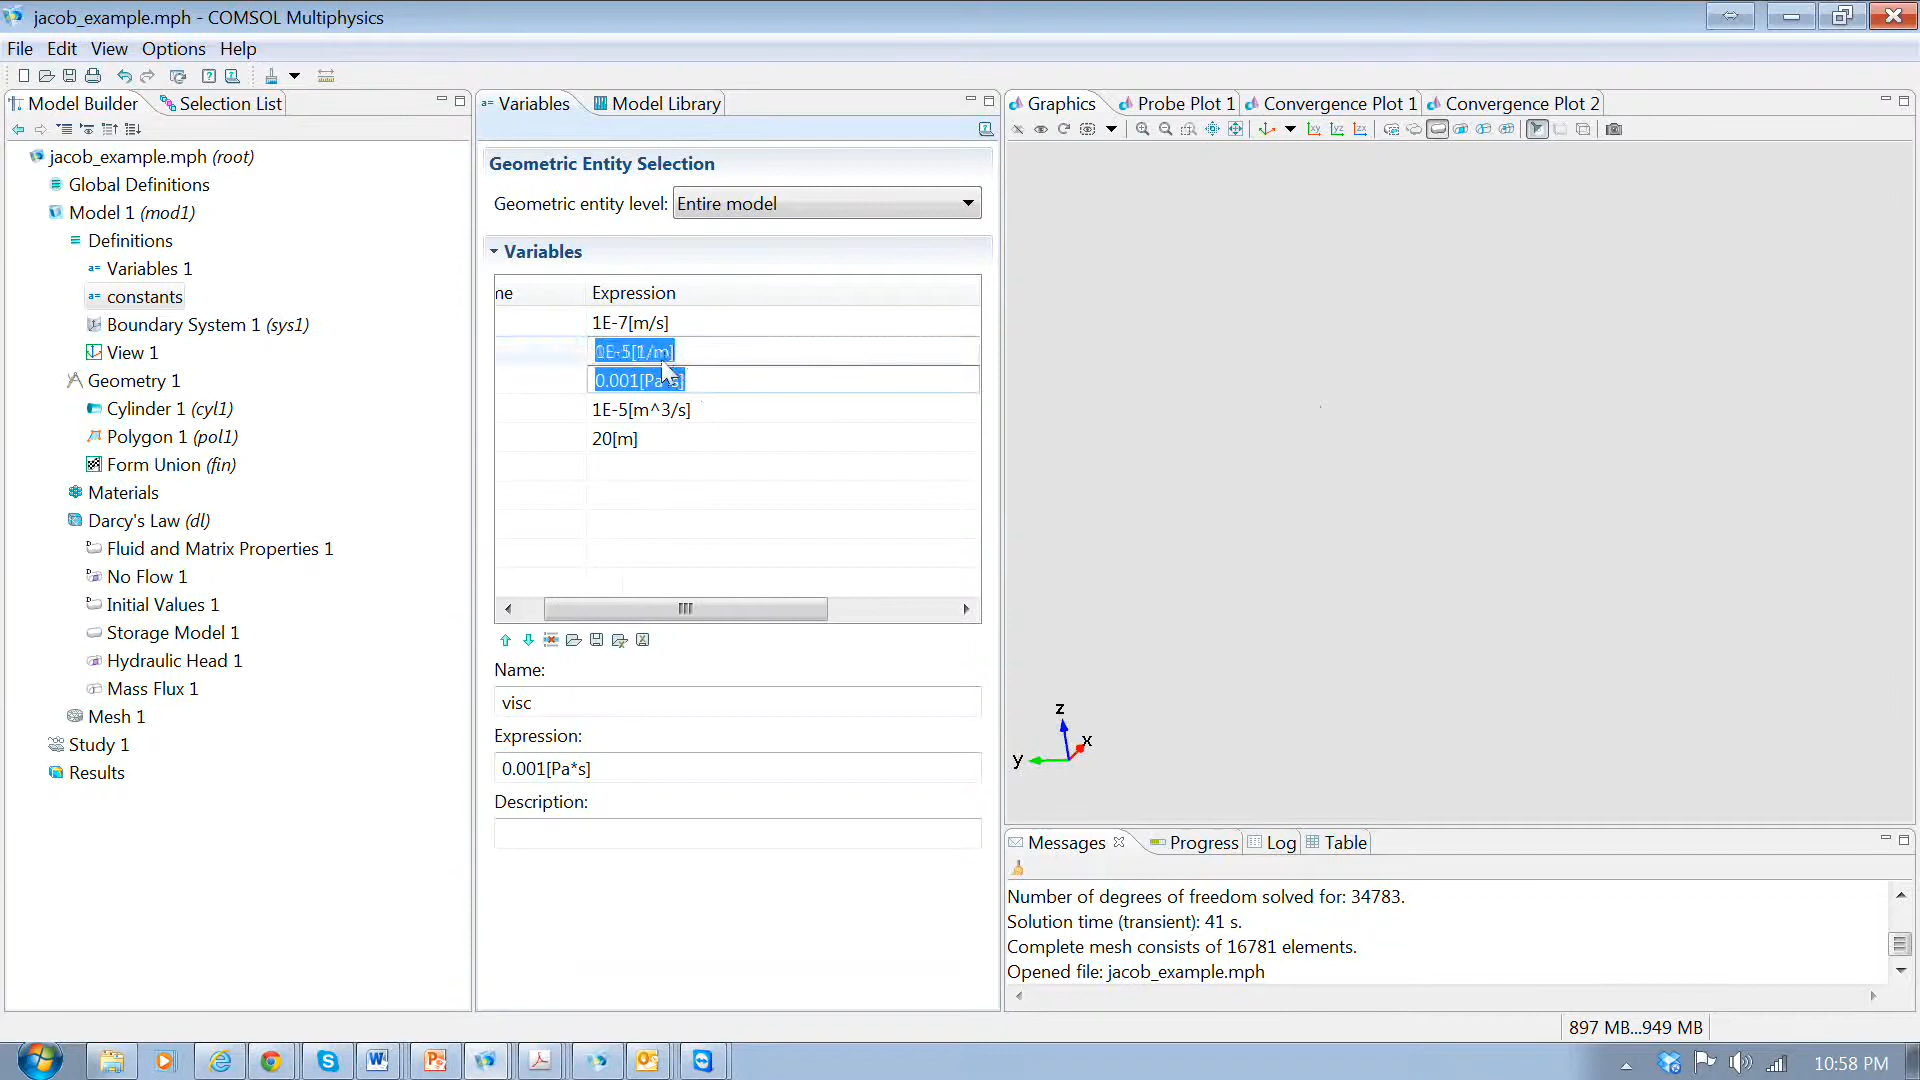 jacob_example.mph - COMSOL Multiphysics
File Edit View Options Help
Model Builder Selection List
jacob_example.mph (root)
Global Definitions
Model 1 (mod1)
Definitions
Variables 1
constants
Boundary System 1 (sys1)
View 1
Geometry 1
Cylinder 1 (cyl1)
Polygon 1 (pol1)
Form Union (fin)
Materials
Darcy's Law (dl)
Fluid and Matrix Properties 1
No Flow 1
Initial Values 1
Storage Model 1
Hydraulic Head 1
Mass Flux 1
Mesh 1
Study 1
Results
Variables Model Library
Geometric Entity Selection
Geometric entity level: Entire model
Variables
ne Expression
1E-7[m/s]
1E-5[1/m]
0.001[Pa*s]
1E-5[m^3/s]
20[m]
Name:
visc
Expression:
0.001[Pa*s]
Description:
Graphics Probe Plot 1 Convergence Plot 1 Convergence Plot 2
z
x
y
Messages Progress Log Table
Number of degrees of freedom solved for: 34783.
Solution time (transient): 41 s.
Complete mesh consists of 16781 elements.
Opened file: jacob_example.mph
897 MB...949 MB
10:58 PM